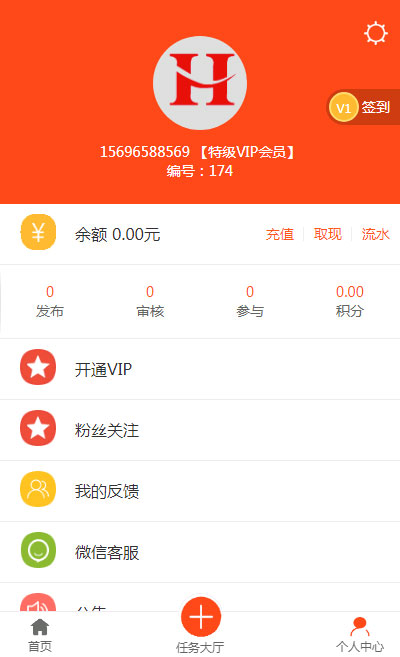 H
V1 签到
15696588569 【特级VIP会员】
编号：174
¥ 余额 0.00元 充值 取现 流水
0 0 0 0.00
发布 审核 参与 积分
开通VIP
粉丝关注
我的反馈
微信客服
公告
首页 任务大厅 个人中心